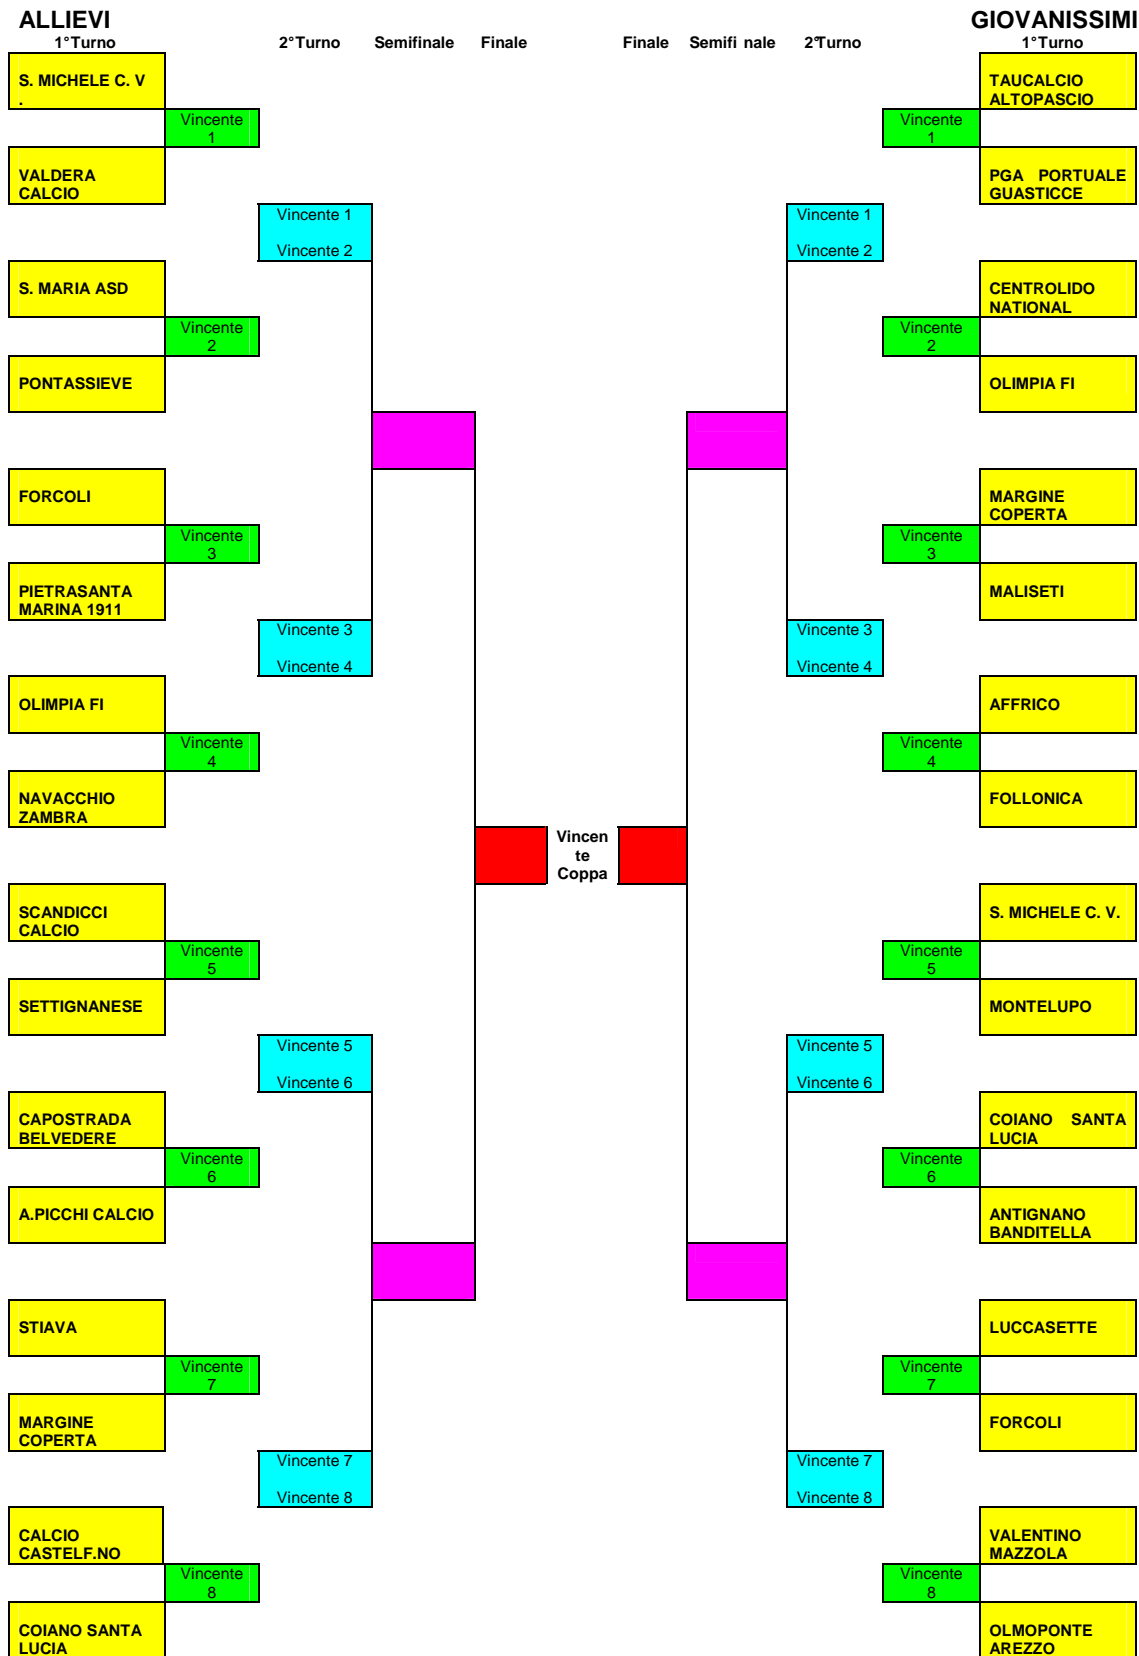 ALLIEVI GIOVANISSIMI
1°Turno 2°Turno Semifinale Finale Finale Semifi nale 2°Turno 1°Turno
S. MICHELE C. V
.
TAUCALCIO
ALTOPASCIO
Vincente
1
Vincente
1
VALDERA
CALCIO
PGA PORTUALE
GUASTICCE
Vincente 1
Vincente 2
Vincente 1
Vincente 2
S. MARIA ASD
CENTROLIDO
NATIONAL
Vincente
2
Vincente
2
PONTASSIEVE
OLIMPIA FI
FORCOLI
MARGINE
COPERTA
Vincente
3
Vincente
3
PIETRASANTA
MARINA 1911
MALISETI
Vincente 3
Vincente 4
Vincente 3
Vincente 4
OLIMPIA FI
AFFRICO
Vincente
4
Vincente
4
NAVACCHIO
ZAMBRA
FOLLONICA
Vincen
te
Coppa
SCANDICCI
CALCIO
S. MICHELE C. V.
Vincente
5
Vincente
5
SETTIGNANESE
MONTELUPO
Vincente 5
Vincente 6
Vincente 5
Vincente 6
CAPOSTRADA
BELVEDERE
COIANO SANTA
LUCIA
Vincente
6
Vincente
6
A.PICCHI CALCIO
ANTIGNANO
BANDITELLA
STIAVA
LUCCASETTE
Vincente
7
Vincente
7
MARGINE
COPERTA
FORCOLI
Vincente 7
Vincente 8
Vincente 7
Vincente 8
CALCIO
CASTELF.NO
VALENTINO
MAZZOLA
Vincente
8
Vincente
8
COIANO SANTA
LUCIA
OLMOPONTE
AREZZO